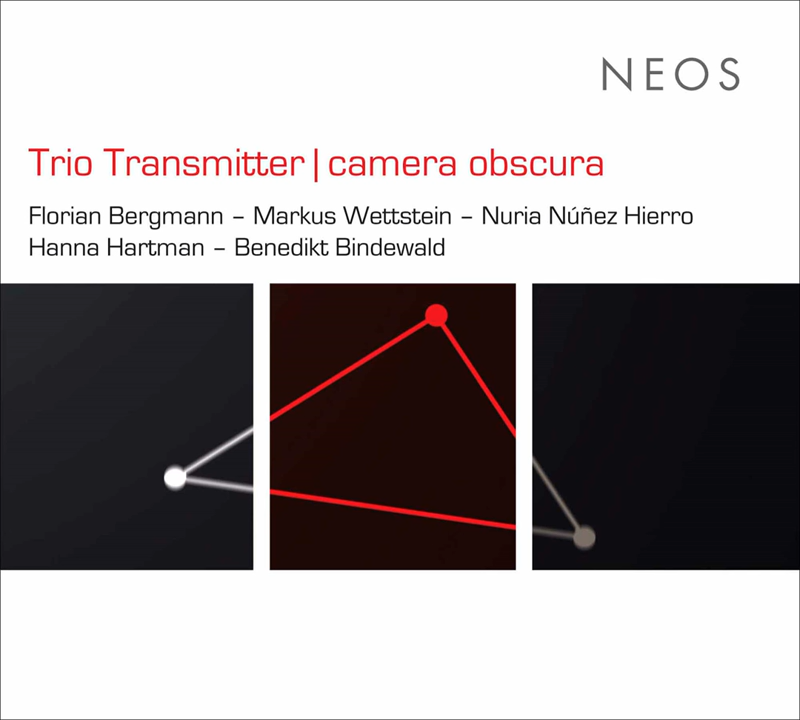 NEOS
Trio Transmitter | camera obscura
Florian Bergmann – Markus Wettstein – Nuria Núñez Hierro
Hanna Hartman – Benedikt Bindewald